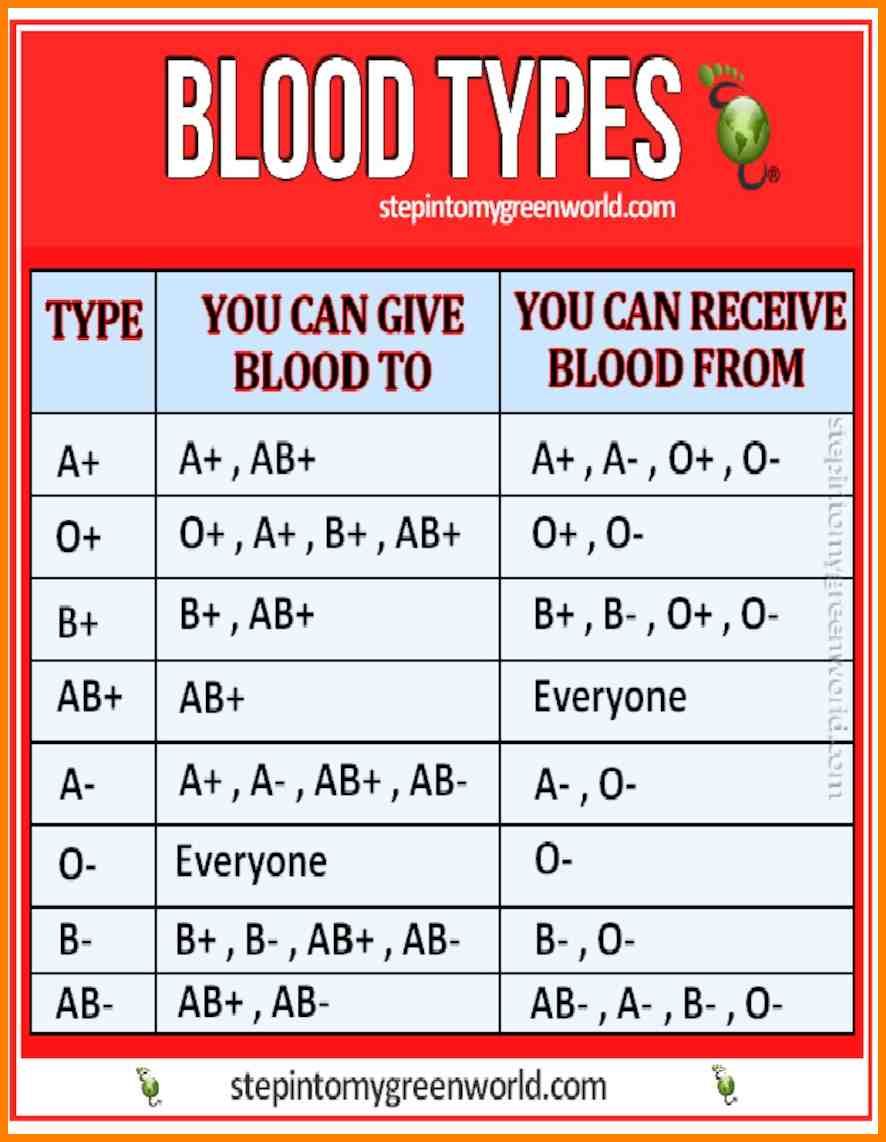 BLOOD TYPES
®
stepintomygreenworld.com
TYPE YOU CAN GIVE BLOOD TO YOU CAN RECEIVE BLOOD FROM
A+ A+ , AB+ A+ , A- , O+ , O-
O+ O+ , A+ , B+ , AB+ O+ , O-
B+ B+ , AB+ B+ , B- , O+ , O-
AB+ AB+ Everyone
A- A+ , A- , AB+ , AB- A- , O-
O- Everyone O-
B- B+ , B- , AB+ , AB- B- , O-
AB- AB+ , AB- AB- , A- , B- , O-
stepintomygreenworld.com
stepintomygreenworld.com